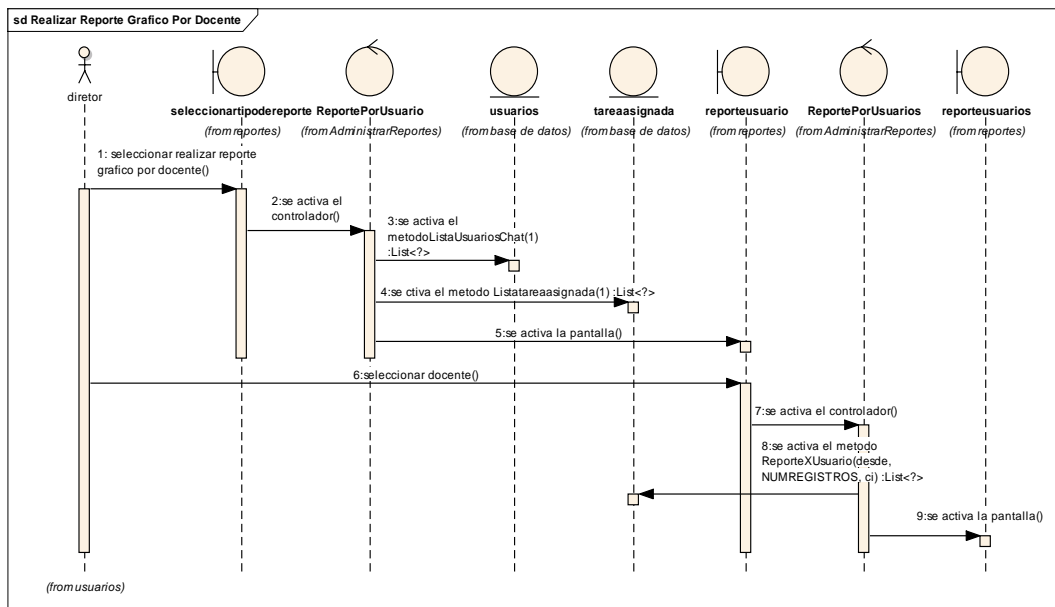 sd Realizar Reporte Grafico Por Docente
diretor
seleccionartipodereporte
(from reportes)
ReportePorUsuario
(from AdministrarReportes)
usuarios
(from base de datos)
tareaasignada
(from base de datos)
reporteusuario
(from reportes)
ReportePorUsuarios
(from AdministrarReportes)
reporteusuarios
(from reportes)
1: seleccionar realizar reporte
grafico por docente()
2:se activa el
controlador()
3:se activa el
metodoListaUsuariosChat(1)
:List<?>
4:se ctiva el metodo Listatareaasignada(1) :List<?>
5:se activa la pantalla()
6:seleccionar docente()
7:se activa el controlador()
8:se activa el metodo
ReporteXUsuario(desde,
NUMREGISTROS, ci) :List<?>
9:se activa la pantalla()
(from usuarios)